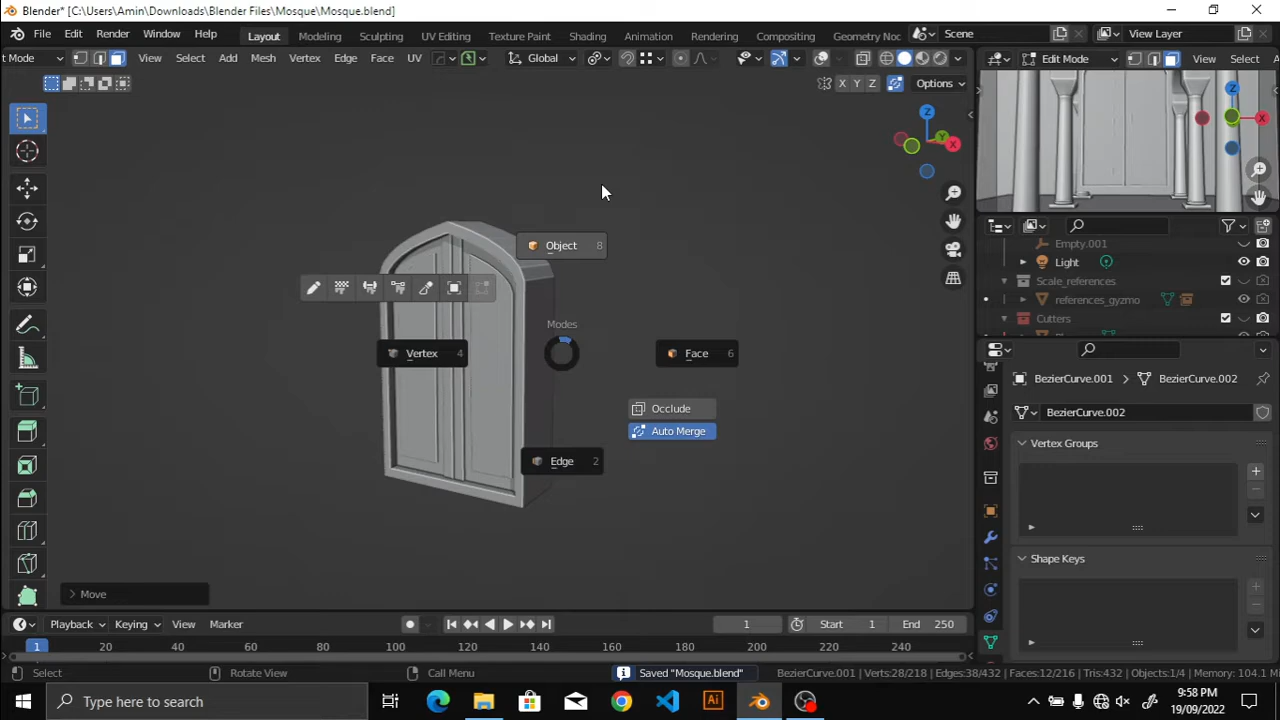 Blender* [C:\Users\Amin\Downloads\Blender Files\Mosque\Mosque.blend]
File Edit Render Window Help Layout Modeling Sculpting UV Editing Texture Paint Shading Animation Rendering Compositing Geometry Noc Scene View Layer
t Mode View Select Add Mesh Vertex Edge Face UV Global Edit Mode View Select
X Y Z Options
Z
Y
X
Z
X
Object 8
Empty.001
Light
Scale_references
references_gyzmo
Cutters
Modes
Vertex 4
Face 6
Occlude
Auto Merge
Edge 2
BezierCurve.001 BezierCurve.002
BezierCurve.002
Vertex Groups
Shape Keys
Move
Playback Keying View Marker 1 Start 1 End 250
1 20 40 60 80 100 120 140 160 180 200 220 240
Select Rotate View Call Menu Saved "Mosque.blend" BezierCurve.001 | Verts:28/218 | Edges:38/432 | Faces:12/216 | Tris:432 | Objects:1/4 | Memory: 104.1 M
Type here to search Ai 9:58 PM
19/09/2022